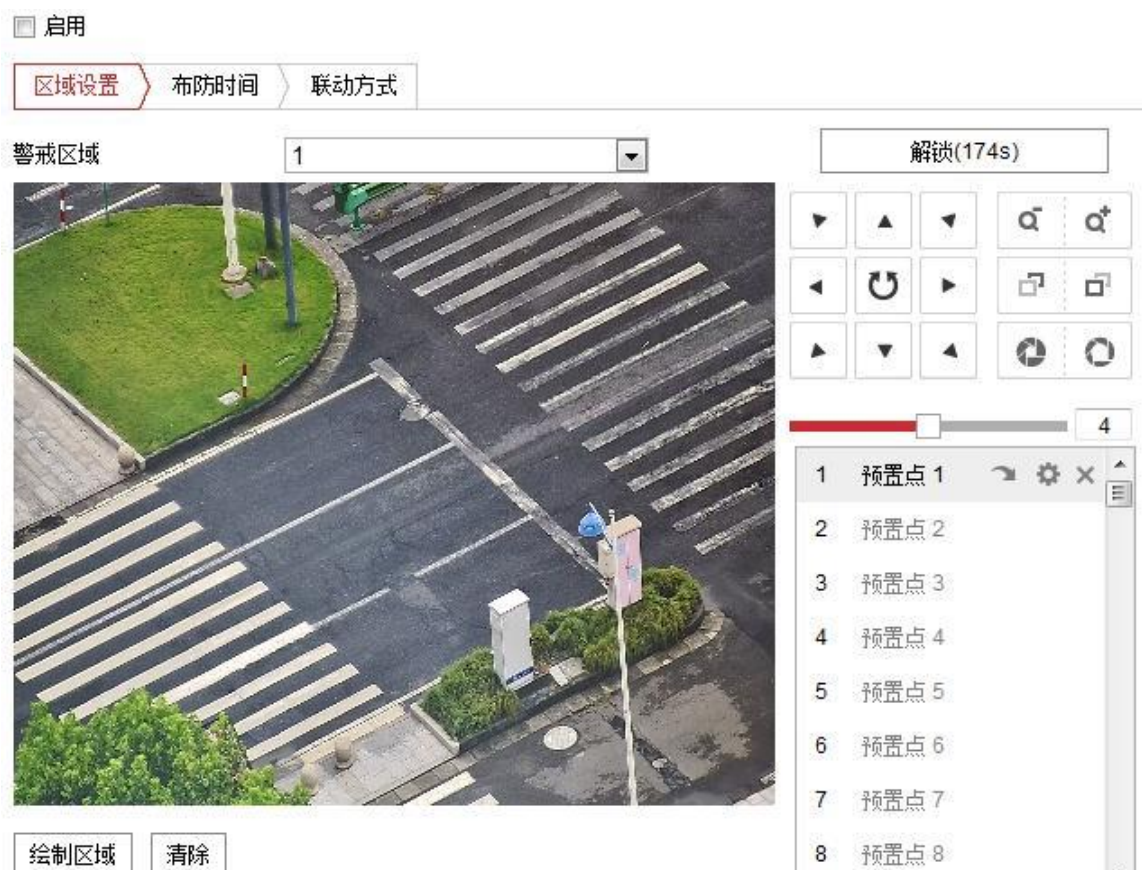 启用
区域设置 布防时间 联动方式
警戒区域 1 解锁(174s)
4
1 预置点 1
2 预置点 2
3 预置点 3
4 预置点 4
5 预置点 5
6 预置点 6
7 预置点 7
8 预置点 8
绘制区域 清除